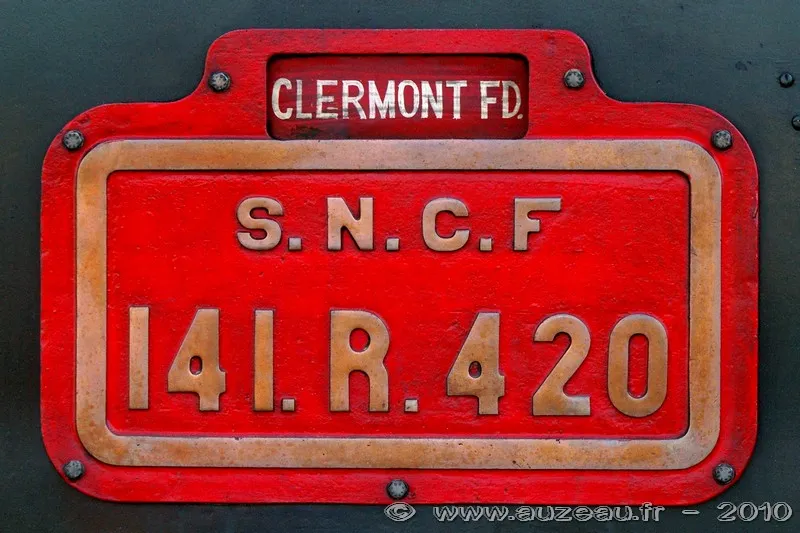 CLERMONT FD.
S.N.C.F
141.R.420
© www.auzeau.fr - 2010